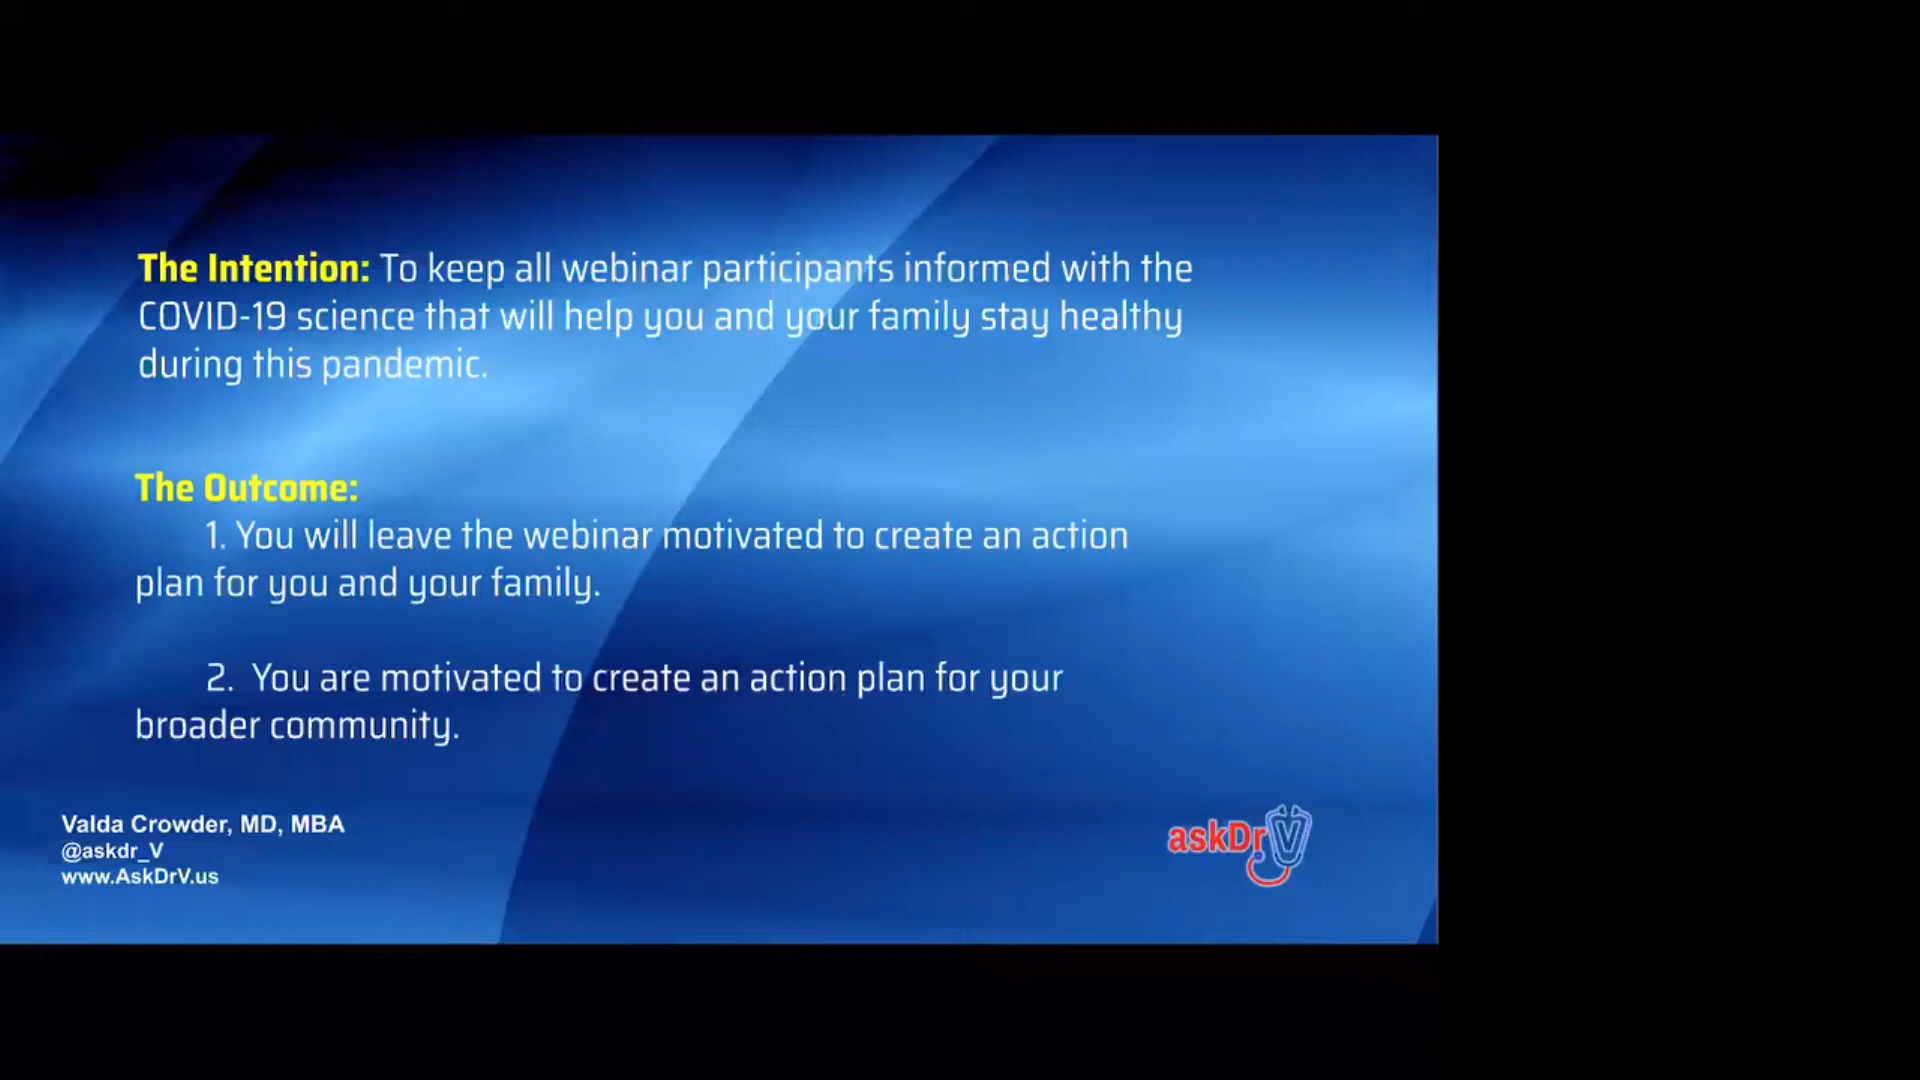 The Intention: To keep all webinar participants informed with the
COVID-19 science that will help you and your family stay healthy
during this pandemic.
The Outcome:
1. You will leave the webinar motivated to create an action
plan for you and your family.
2. You are motivated to create an action plan for your
broader community.
Valda Crowder, MD, MBA
@askdr_V
www.AskDrV.us
askDrV